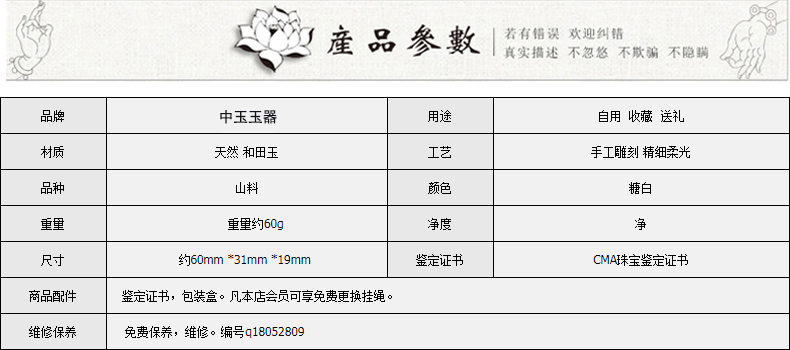 産品參數
若有错误 欢迎纠错
真实描述 不忽悠 不欺骗 不隐瞒
品牌 中玉玉器 用途 自用 收藏 送礼
材质 天然 和田玉 工艺 手工雕刻 精细柔光
品种 山料 颜色 糖白
重量 重量约60g 净度 净
尺寸 约60mm *31mm *19mm 鉴定证书 CMA珠宝鉴定证书
商品配件 鉴定证书，包装盒。凡本店会员可享免费更换挂绳。
维修保养 免费保养，维修。编号q18052809